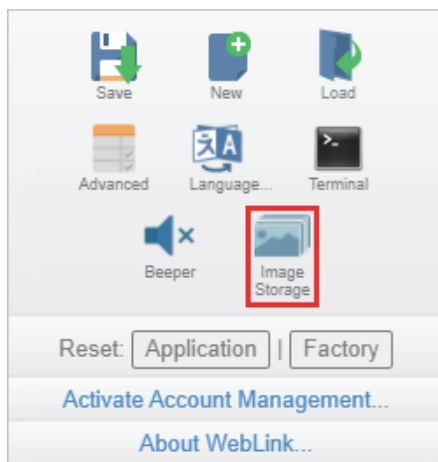 Save New Load
Advanced Language... Terminal
Beeper Image
Storage
Reset: Application | Factory
Activate Account Management...
About WebLink...